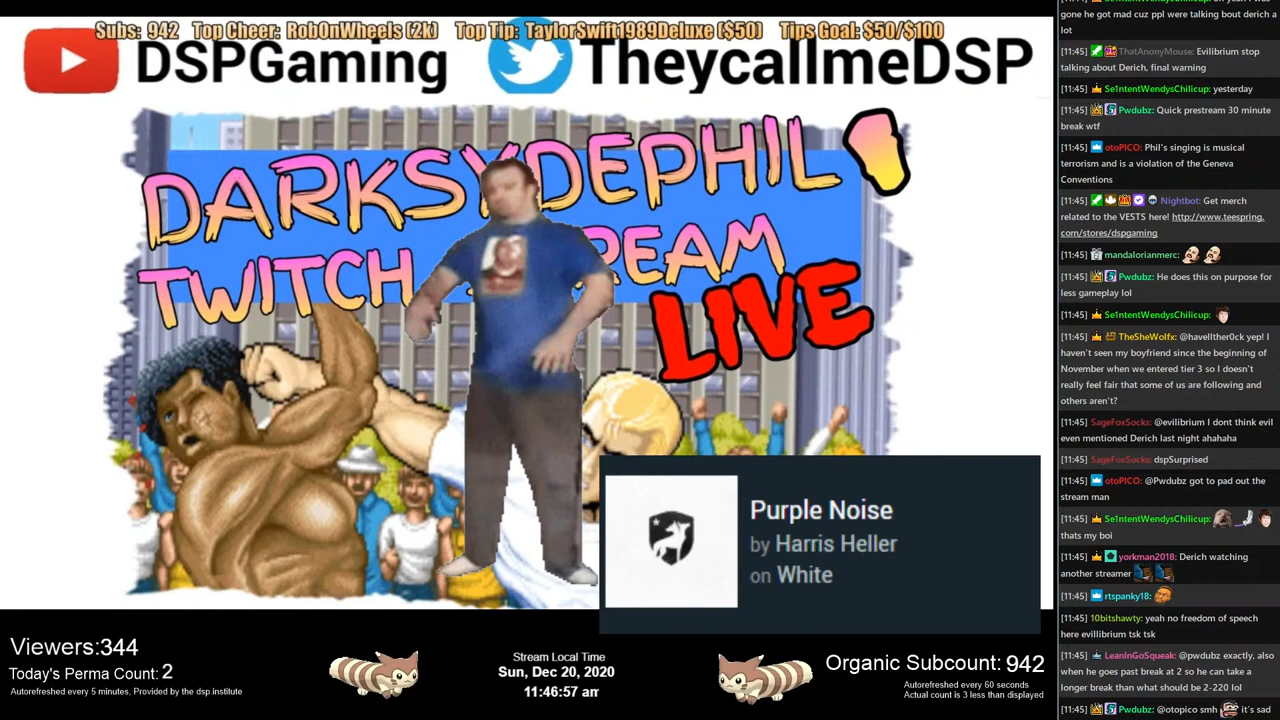 Subs: 942 Top Cheer: RobOnWheels (2k) Top Tip: TaylorSwift1989Deluxe ($50) Tips Goal: $50/$100
DSPGaming
TheycallmeDSP
DARKSYDEPHIL
TWITCH
REAM
LIVE
Purple Noise
by Harris Heller
on White
Viewers:344
Today's Perma Count: 2
Autorefreshed every 5 minutes, Provided by the dsp.institute
Stream Local Time
Sun, Dec 20, 2020
11:46:57 am
Organic Subcount: 942
Autorefreshed every 60 seconds
Actual count is 3 less than displayed
gone he got mad cuz ppl were talking bout derich a
lot
[11:45] ThatAnonyMouse: Evilibrium stop
talking about Derich, final warning
[11:45] Se1ntentWendysChilicup: yesterday
[11:45] Pwdubz: Quick prestream 30 minute
break wtf
[11:45] otoPICO: Phil's singing is musical
terrorism and is a violation of the Geneva
Conventions
[11:45] Nightbot: Get merch
related to the VESTS here! http://www.teespring.
com/stores/dspgaming
[11:45] mandalorianmerc:
[11:45] Pwdubz: He does this on purpose for
less gameplay lol
[11:45] Se1ntentWendysChilicup:
[11:45] TheSheWolfx: @havellther0ck yep! I
haven't seen my boyfriend since the beginning of
November when we entered tier 3 so I doesn't
really feel fair that some of us are following and
others aren't?
[11:45] SageFoxSocks: @evilibrium I dont think evil
even mentioned Derich last night ahahaha
[11:45] SageFoxSocks: dspSurprised
[11:45] otoPICO: @Pwdubz got to pad out the
stream man
[11:45] Se1ntentWendysChilicup:
thats my boi
[11:45] yorkman2018: Derich watching
another streamer
[11:45] rtspanky18:
[11:45] 10bitshawty: yeah no freedom of speech
here evillibrium tsk tsk
[11:45] LeanInGoSqueak: @pwdubz exactly, also
when he goes past break at 2 so he can take a
longer break than what should be 2-220 lol
[11:45] Pwdubz: @otopico smh it's sad